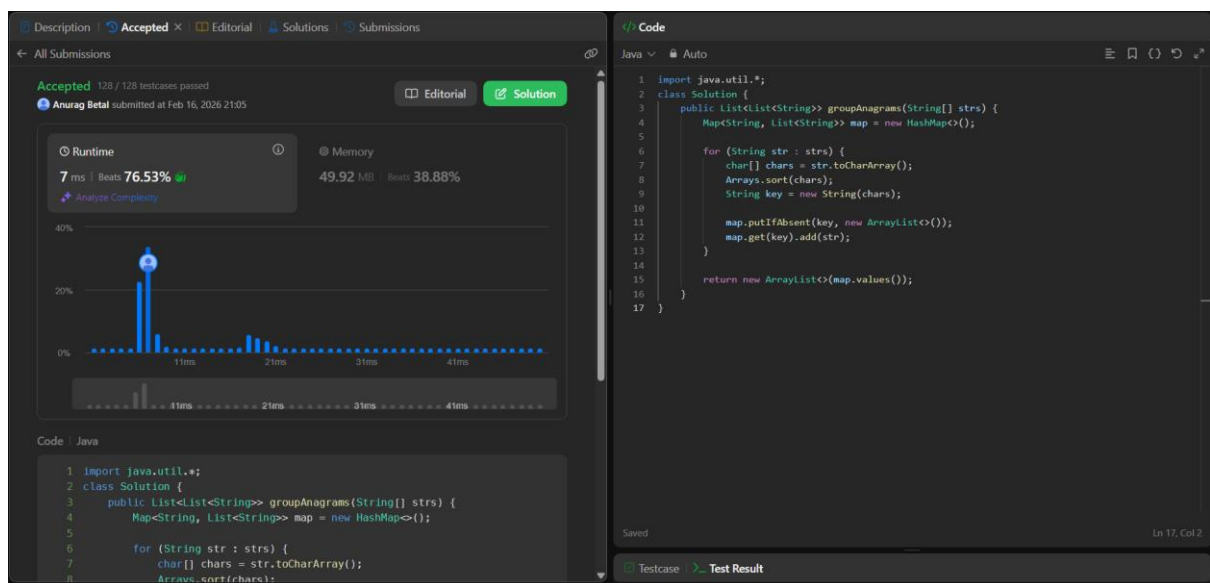 Description | Accepted × | Editorial | Solutions | Submissions
← All Submissions
Accepted 128 / 128 testcases passed
Anurag Betal submitted at Feb 16, 2026 21:05
Editorial
Solution
Runtime
7 ms | Beats 76.53%
Analyze Complexity
Memory
49.92 MB | Beats 38.88%
40%
20%
0%
11ms 21ms 31ms 41ms
11ms 21ms 31ms 41ms
Code | Java
1 import java.util.*;
2 class Solution {
3     public List<List<String>> groupAnagrams(String[] strs) {
4         Map<String, List<String>> map = new HashMap<>();
5
6         for (String str : strs) {
7             char[] chars = str.toCharArray();
8             Arrays.sort(chars);
</> Code
Java Auto
1 import java.util.*;
2 class Solution {
3     public List<List<String>> groupAnagrams(String[] strs) {
4         Map<String, List<String>> map = new HashMap<>();
5
6         for (String str : strs) {
7             char[] chars = str.toCharArray();
8             Arrays.sort(chars);
9             String key = new String(chars);
10
11             map.putIfAbsent(key, new ArrayList<>());
12             map.get(key).add(str);
13         }
14
15         return new ArrayList<>(map.values());
16     }
17 }
Saved
Ln 17, Col 2
Testcase | >_ Test Result